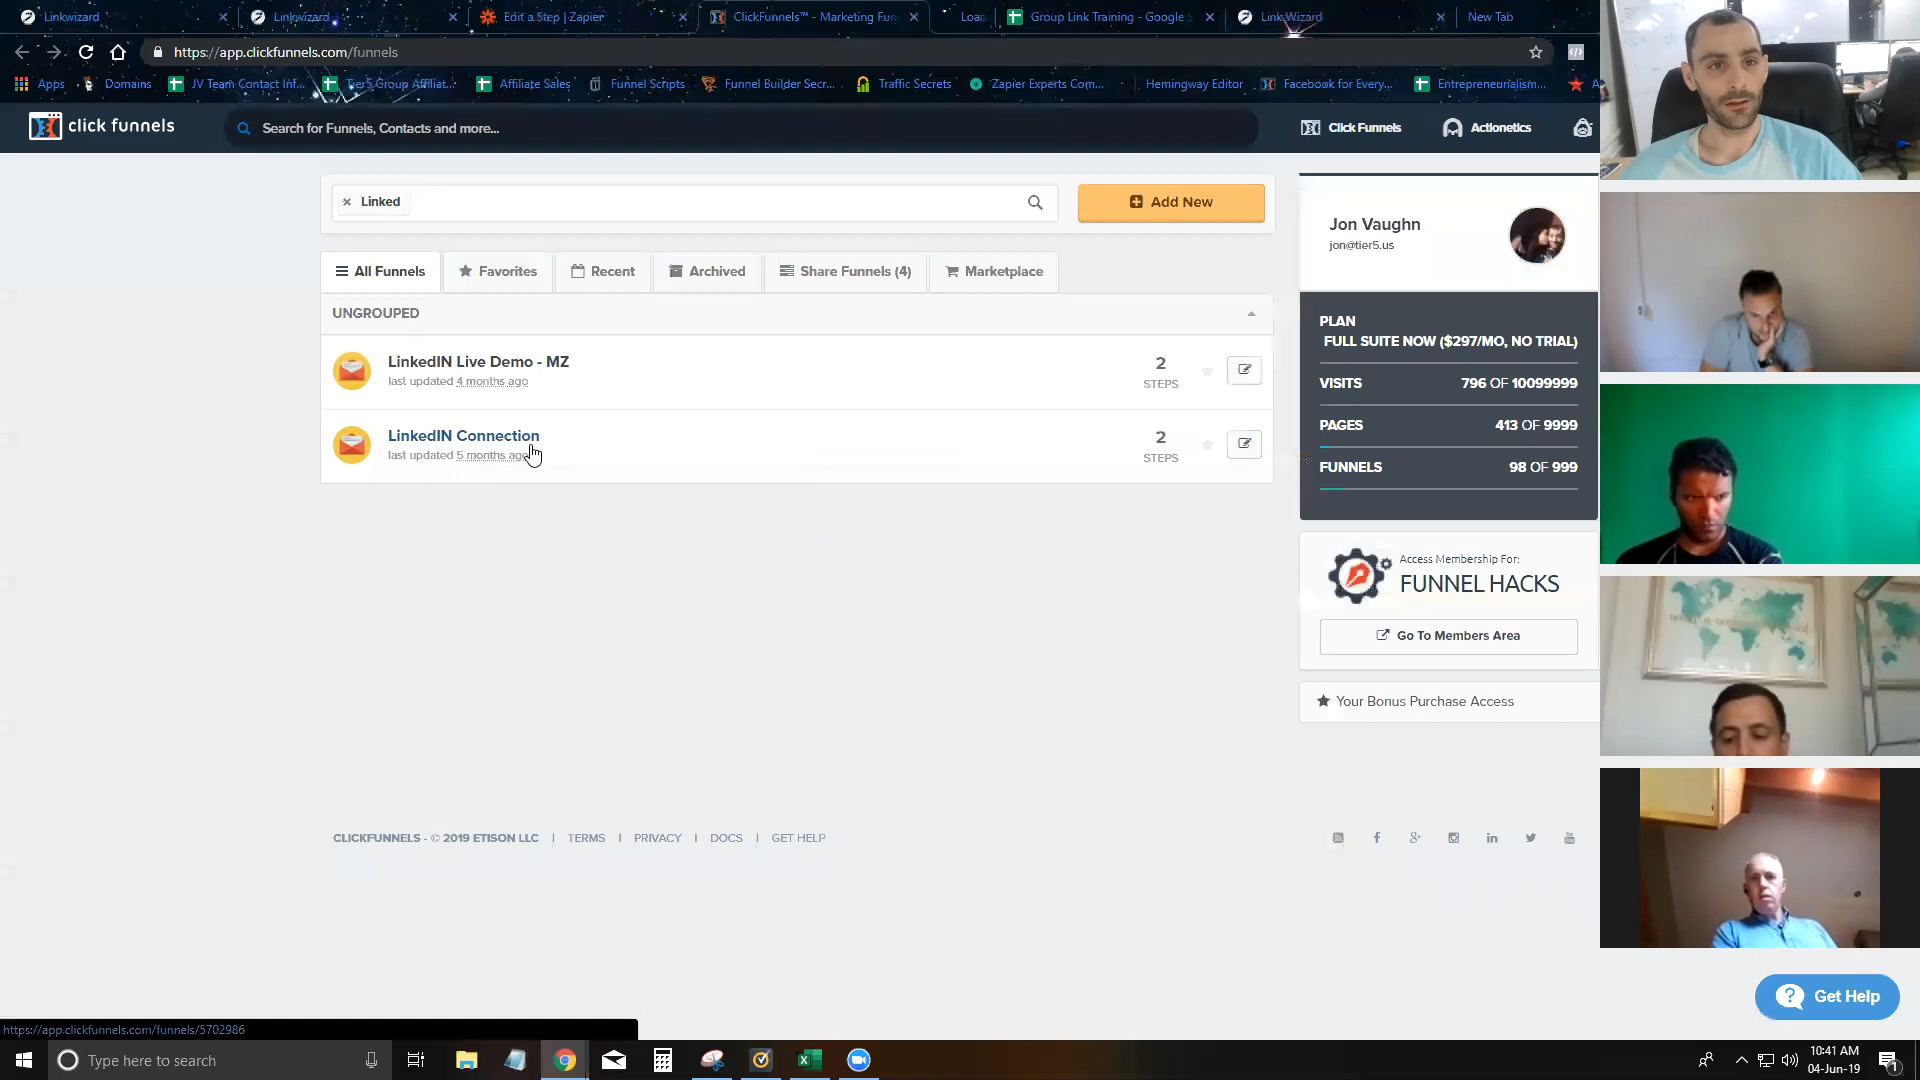 Linkwizard
Linkwizard
Edit a Step | Zapier
ClickFunnels™ - Marketing Fun
Loac
Group Link Training - Google S
Link Wizard
New Tab
https://app.clickfunnels.com/funnels
Apps
Domains
JV Team Contact Inf...
Tier5 Group Affiliat...
Affiliate Sales
Funnel Scripts
Funnel Builder Secr...
Traffic Secrets
Zapier Experts Com...
Hemingway Editor
Facebook for Every...
Entrepreneurialism...
A
click funnels
Search for Funnels, Contacts and more...
Click Funnels
Actionetics
× Linked
Add New
All Funnels
Favorites
Recent
Archived
Share Funnels (4)
Marketplace
UNGROUPED
LinkedIN Live Demo - MZ
last updated 4 months ago
2
STEPS
LinkedIN Connection
last updated 5 months ago
2
STEPS
Jon Vaughn
jon@tier5.us
PLAN
FULL SUITE NOW ($297/MO, NO TRIAL)
VISITS 796 OF 10099999
PAGES 413 OF 9999
FUNNELS 98 OF 999
Access Membership For:
FUNNEL HACKS
Go To Members Area
Your Bonus Purchase Access
CLICKFUNNELS - © 2019 ETISON LLC | TERMS | PRIVACY | DOCS | GET HELP
Get Help
https://app.clickfunnels.com/funnels/5702986
Type here to search
10:41 AM
04-Jun-19
1